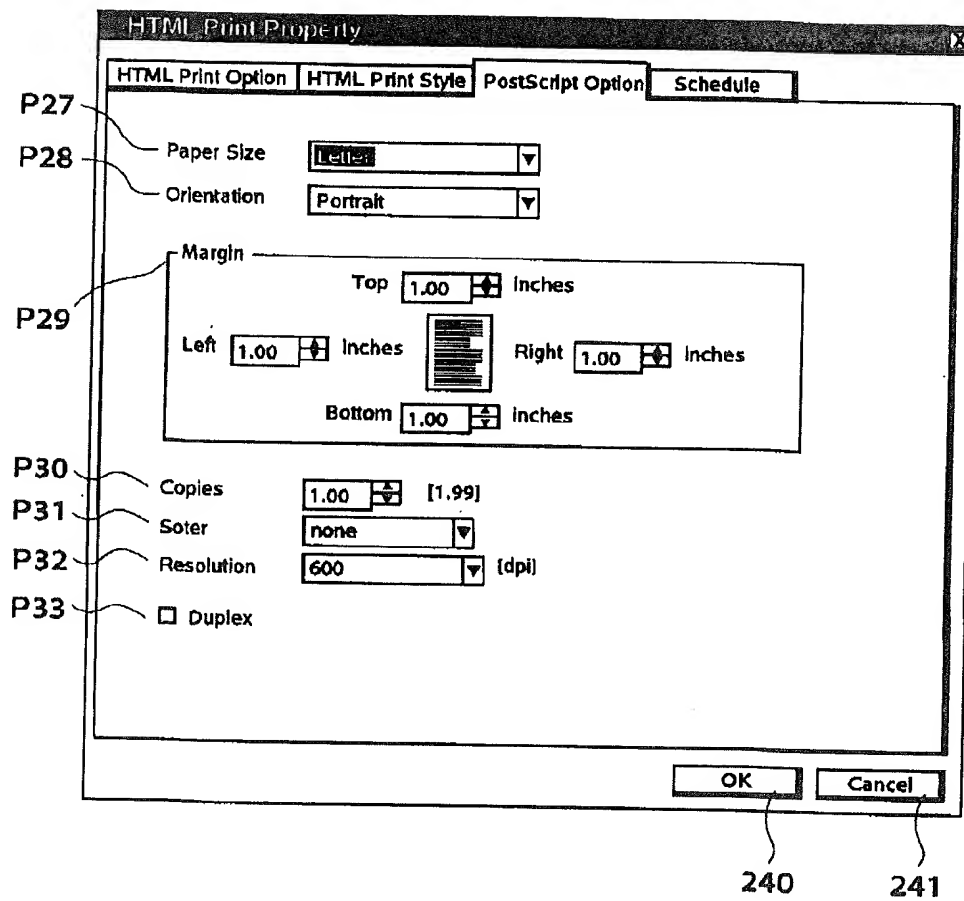 HTML Print Property X
HTML Print Option HTML Print Style PostScript Option Schedule
P27 Paper Size Letter
P28 Orientation Portrait
P29 Margin
Top 1.00 Inches
Left 1.00 Inches Right 1.00 Inches
Bottom 1.00 Inches
P30 Copies 1.00 [1.99]
P31 Soter none
P32 Resolution 600 [dpi]
P33 Duplex
OK Cancel
240 241